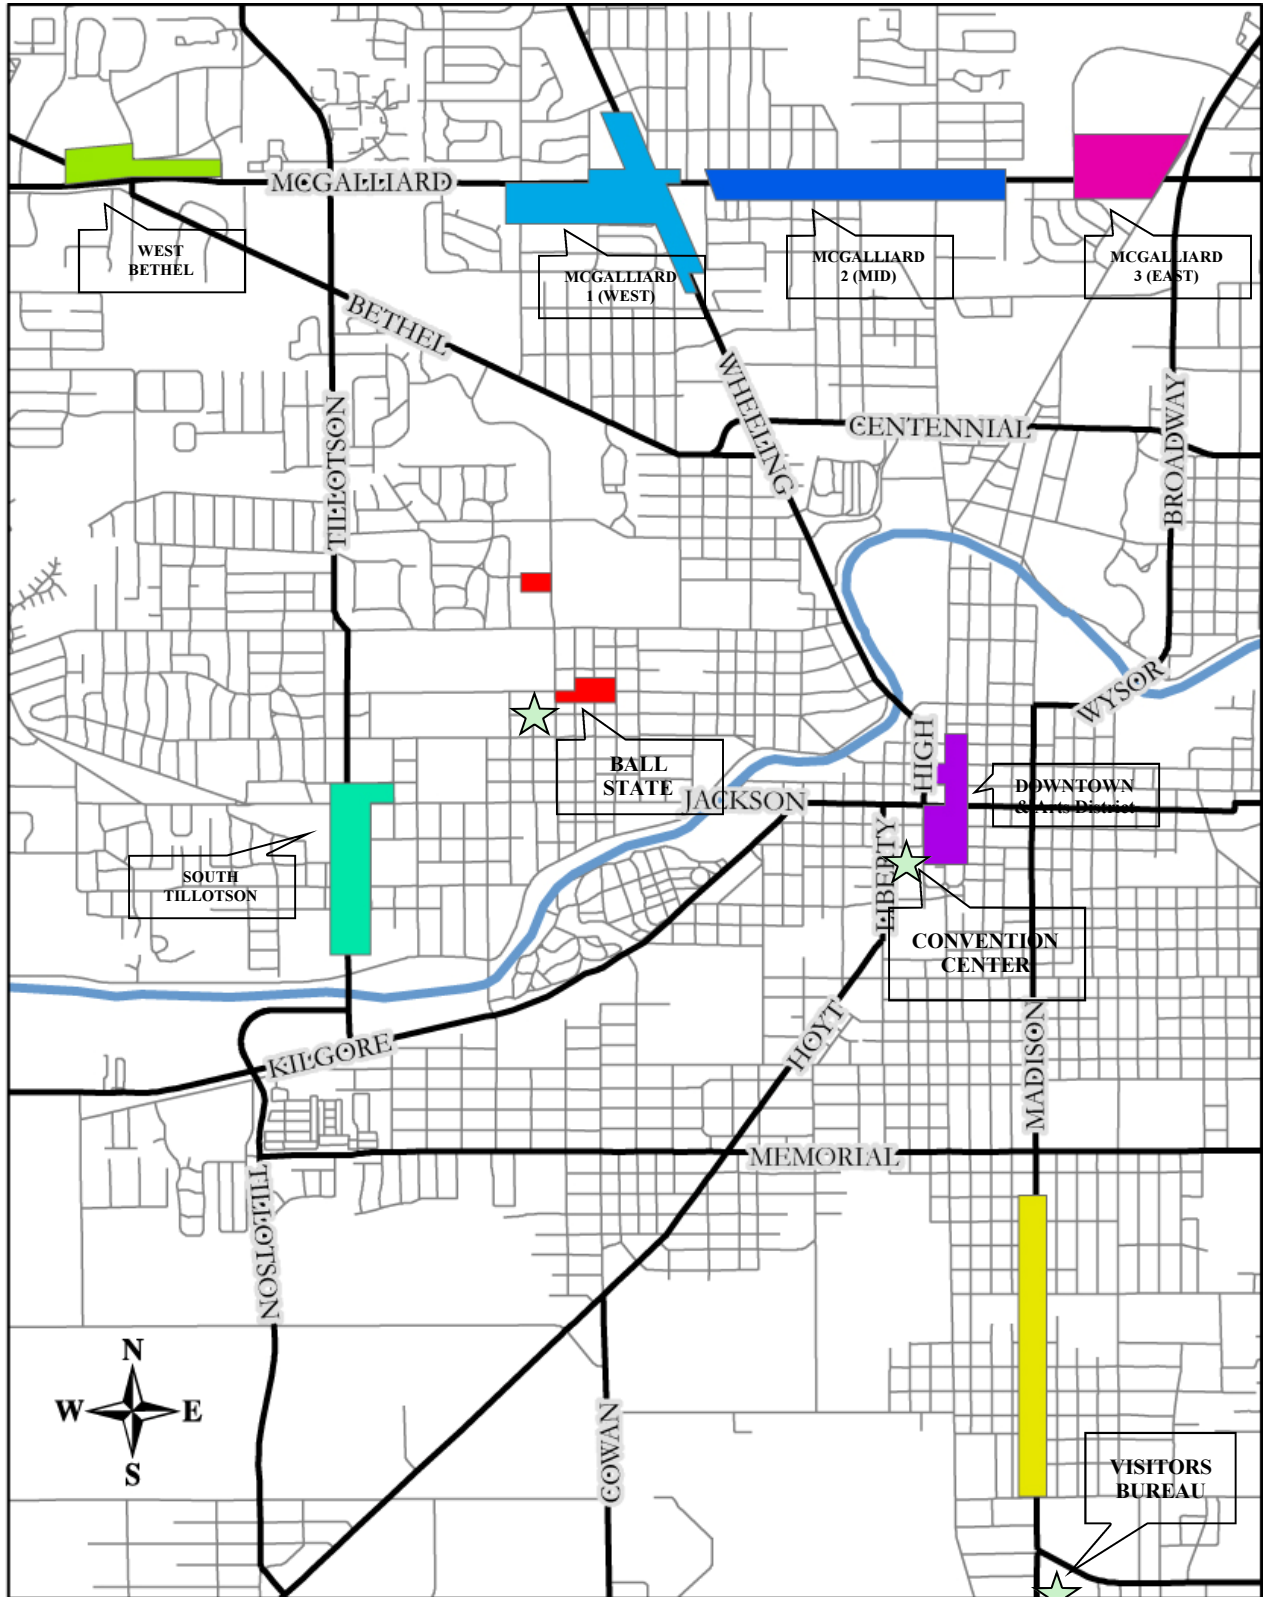 MCGALLIARD
WEST
BETHEL
MCGALLIARD
1 (WEST)
MCGALLIARD
2 (MID)
MCGALLIARD
3 (EAST)
BETHEL
WHEELING
CENTENNIAL
TILLOTSON
BROADWAY
WYSOR
HIGH
BALL
STATE
JACKSON
DOWNTOWN
& Arts District
LIBERTY
SOUTH
TILLOTSON
CONVENTION
CENTER
KILGORE
HOYT
MADISON
MEMORIAL
TILLOTSON
N
W E
S
COWAN
VISITORS
BUREAU